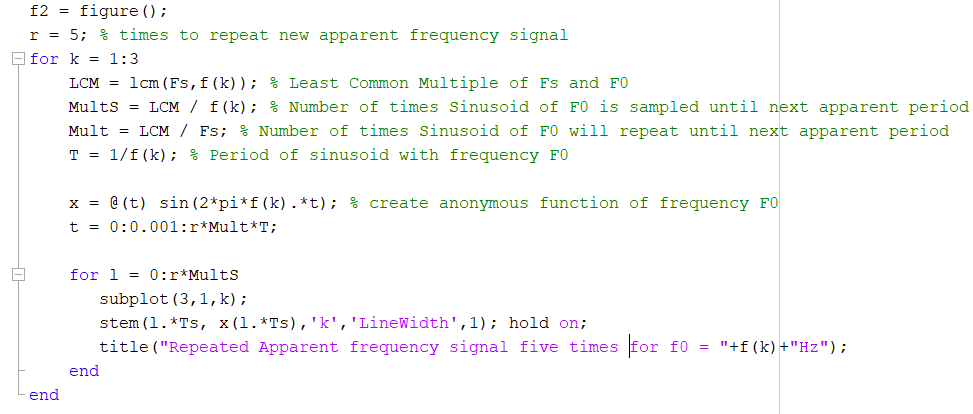 f2 = figure();
r = 5; % times to repeat new apparent frequency signal
for k = 1:3
LCM = lcm(Fs,f(k)); % Least Common Multiple of Fs and F0
MultS = LCM / f(k); % Number of times Sinusoid of F0 is sampled until next apparent period
Mult = LCM / Fs; % Number of times Sinusoid of F0 will repeat until next apparent period
T = 1/f(k); % Period of sinusoid with frequency F0
x = @(t) sin(2*pi*f(k).*t); % create anonymous function of frequency F0
t = 0:0.001:r*Mult*T;
for l = 0:r*MultS
subplot(3,1,k);
stem(l.*Ts, x(l.*Ts),'k','LineWidth',1); hold on;
title("Repeated Apparent frequency signal five times for f0 = "+f(k)+"Hz");
end
end